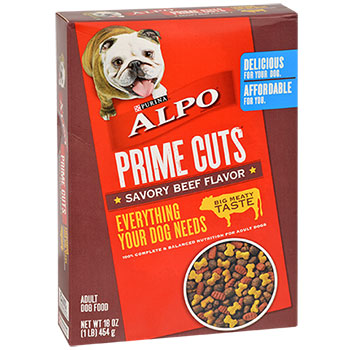 DELICIOUS
FOR YOUR DOG.
AFFORDABLE
FOR YOU.
PURINA
ALPO
PRIME CUTS
SAVORY BEEF FLAVOR
EVERYTHING
YOUR DOG NEEDS
BIG MEATY
TASTE
100% COMPLETE & BALANCED NUTRITION FOR ADULT DOGS
ADULT
DOG FOOD
NET WT 16 OZ
(1 LB) 454 g
ALPO
PRIME CUTS